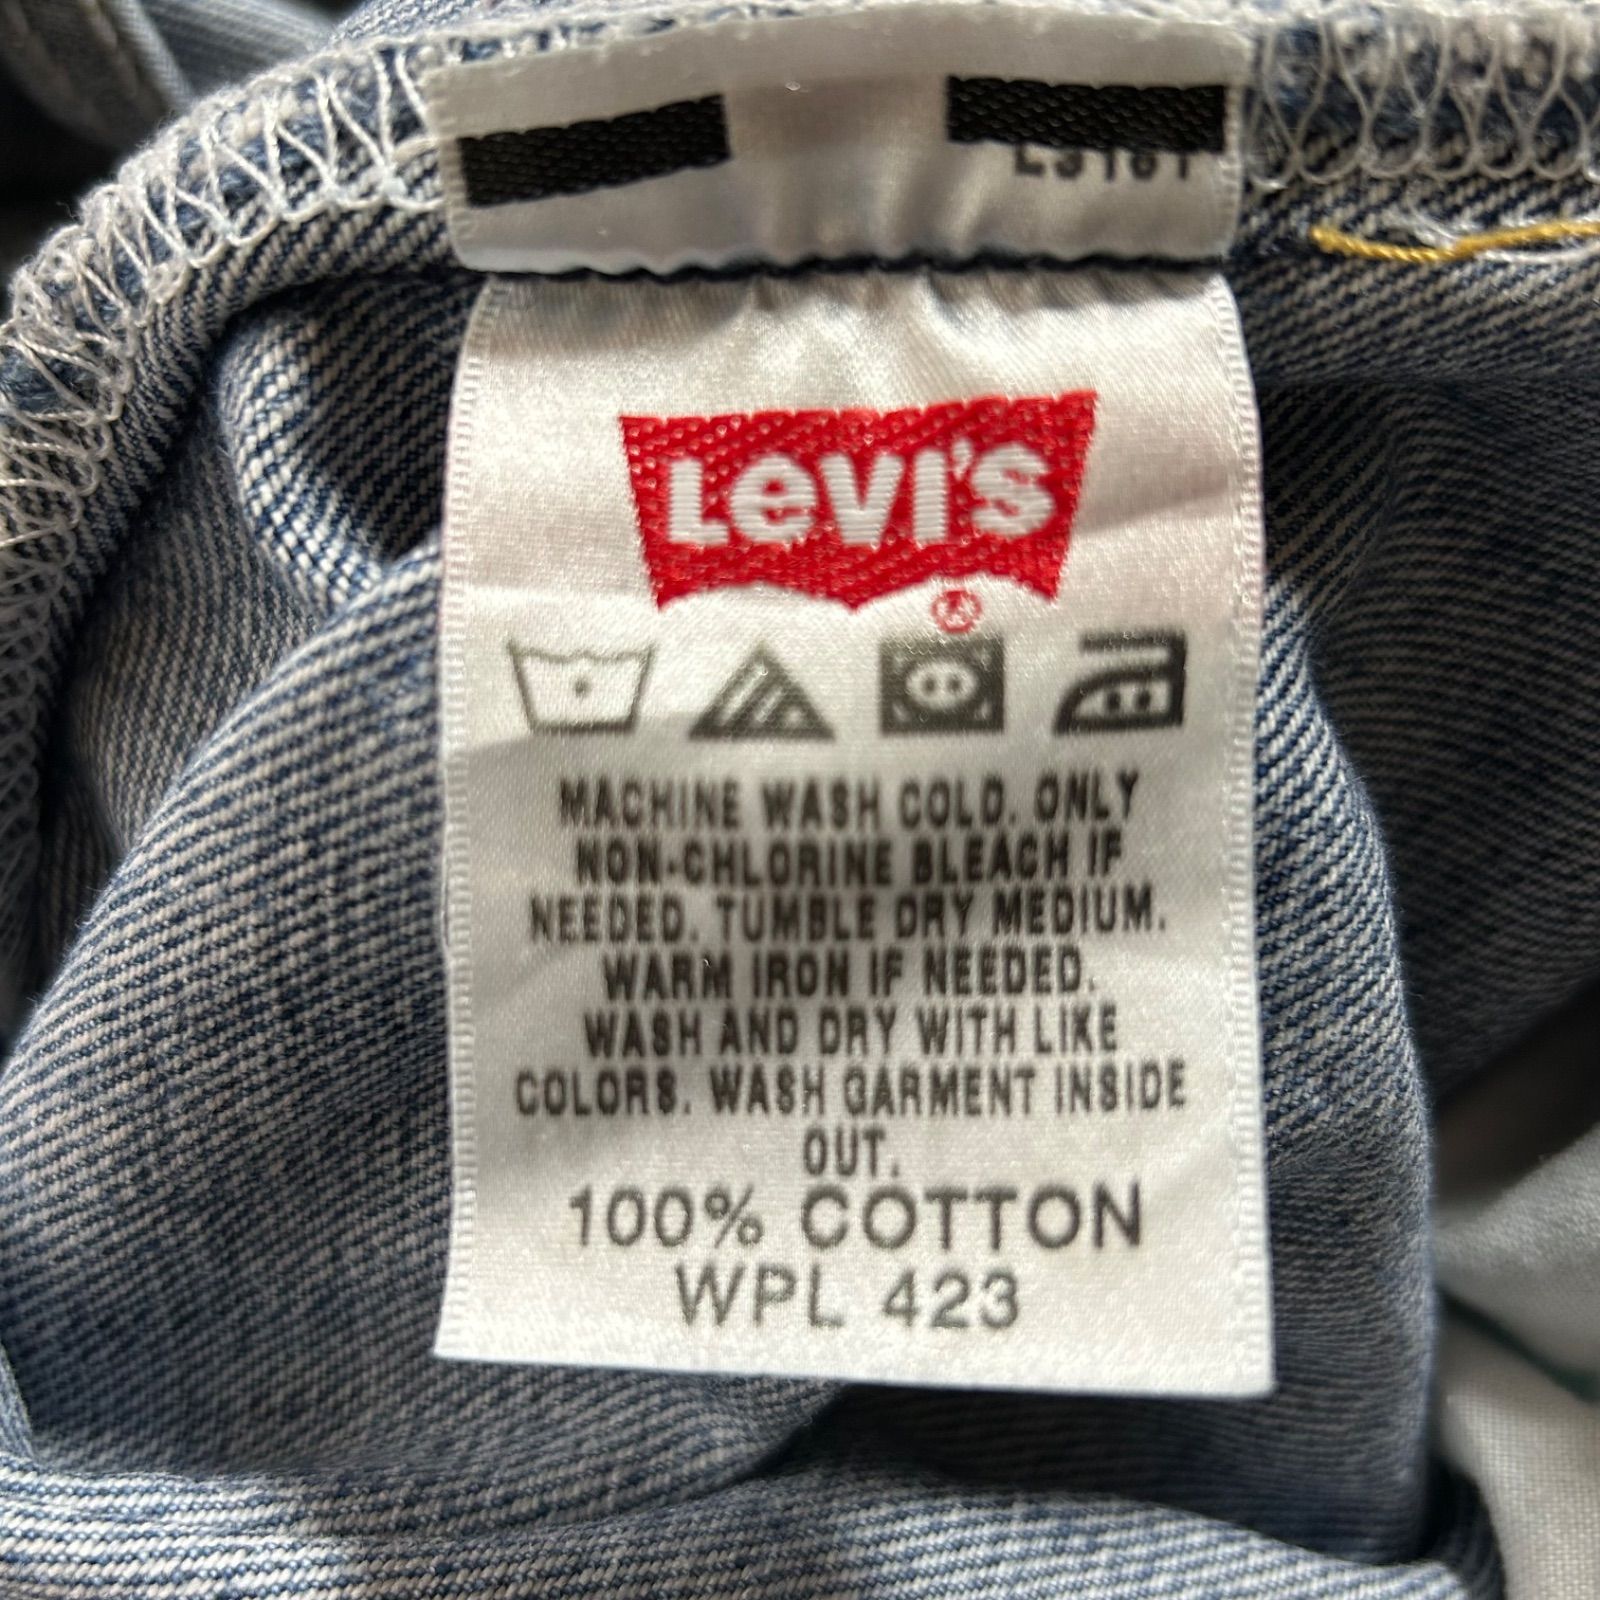 LEVI'S
®
MACHINE WASH COLD. ONLY
NON-CHLORINE BLEACH IF
NEEDED. TUMBLE DRY MEDIUM.
WARM IRON IF NEEDED.
WASH AND DRY WITH LIKE
COLORS. WASH GARMENT INSIDE
OUT.
100% COTTON
WPL 423